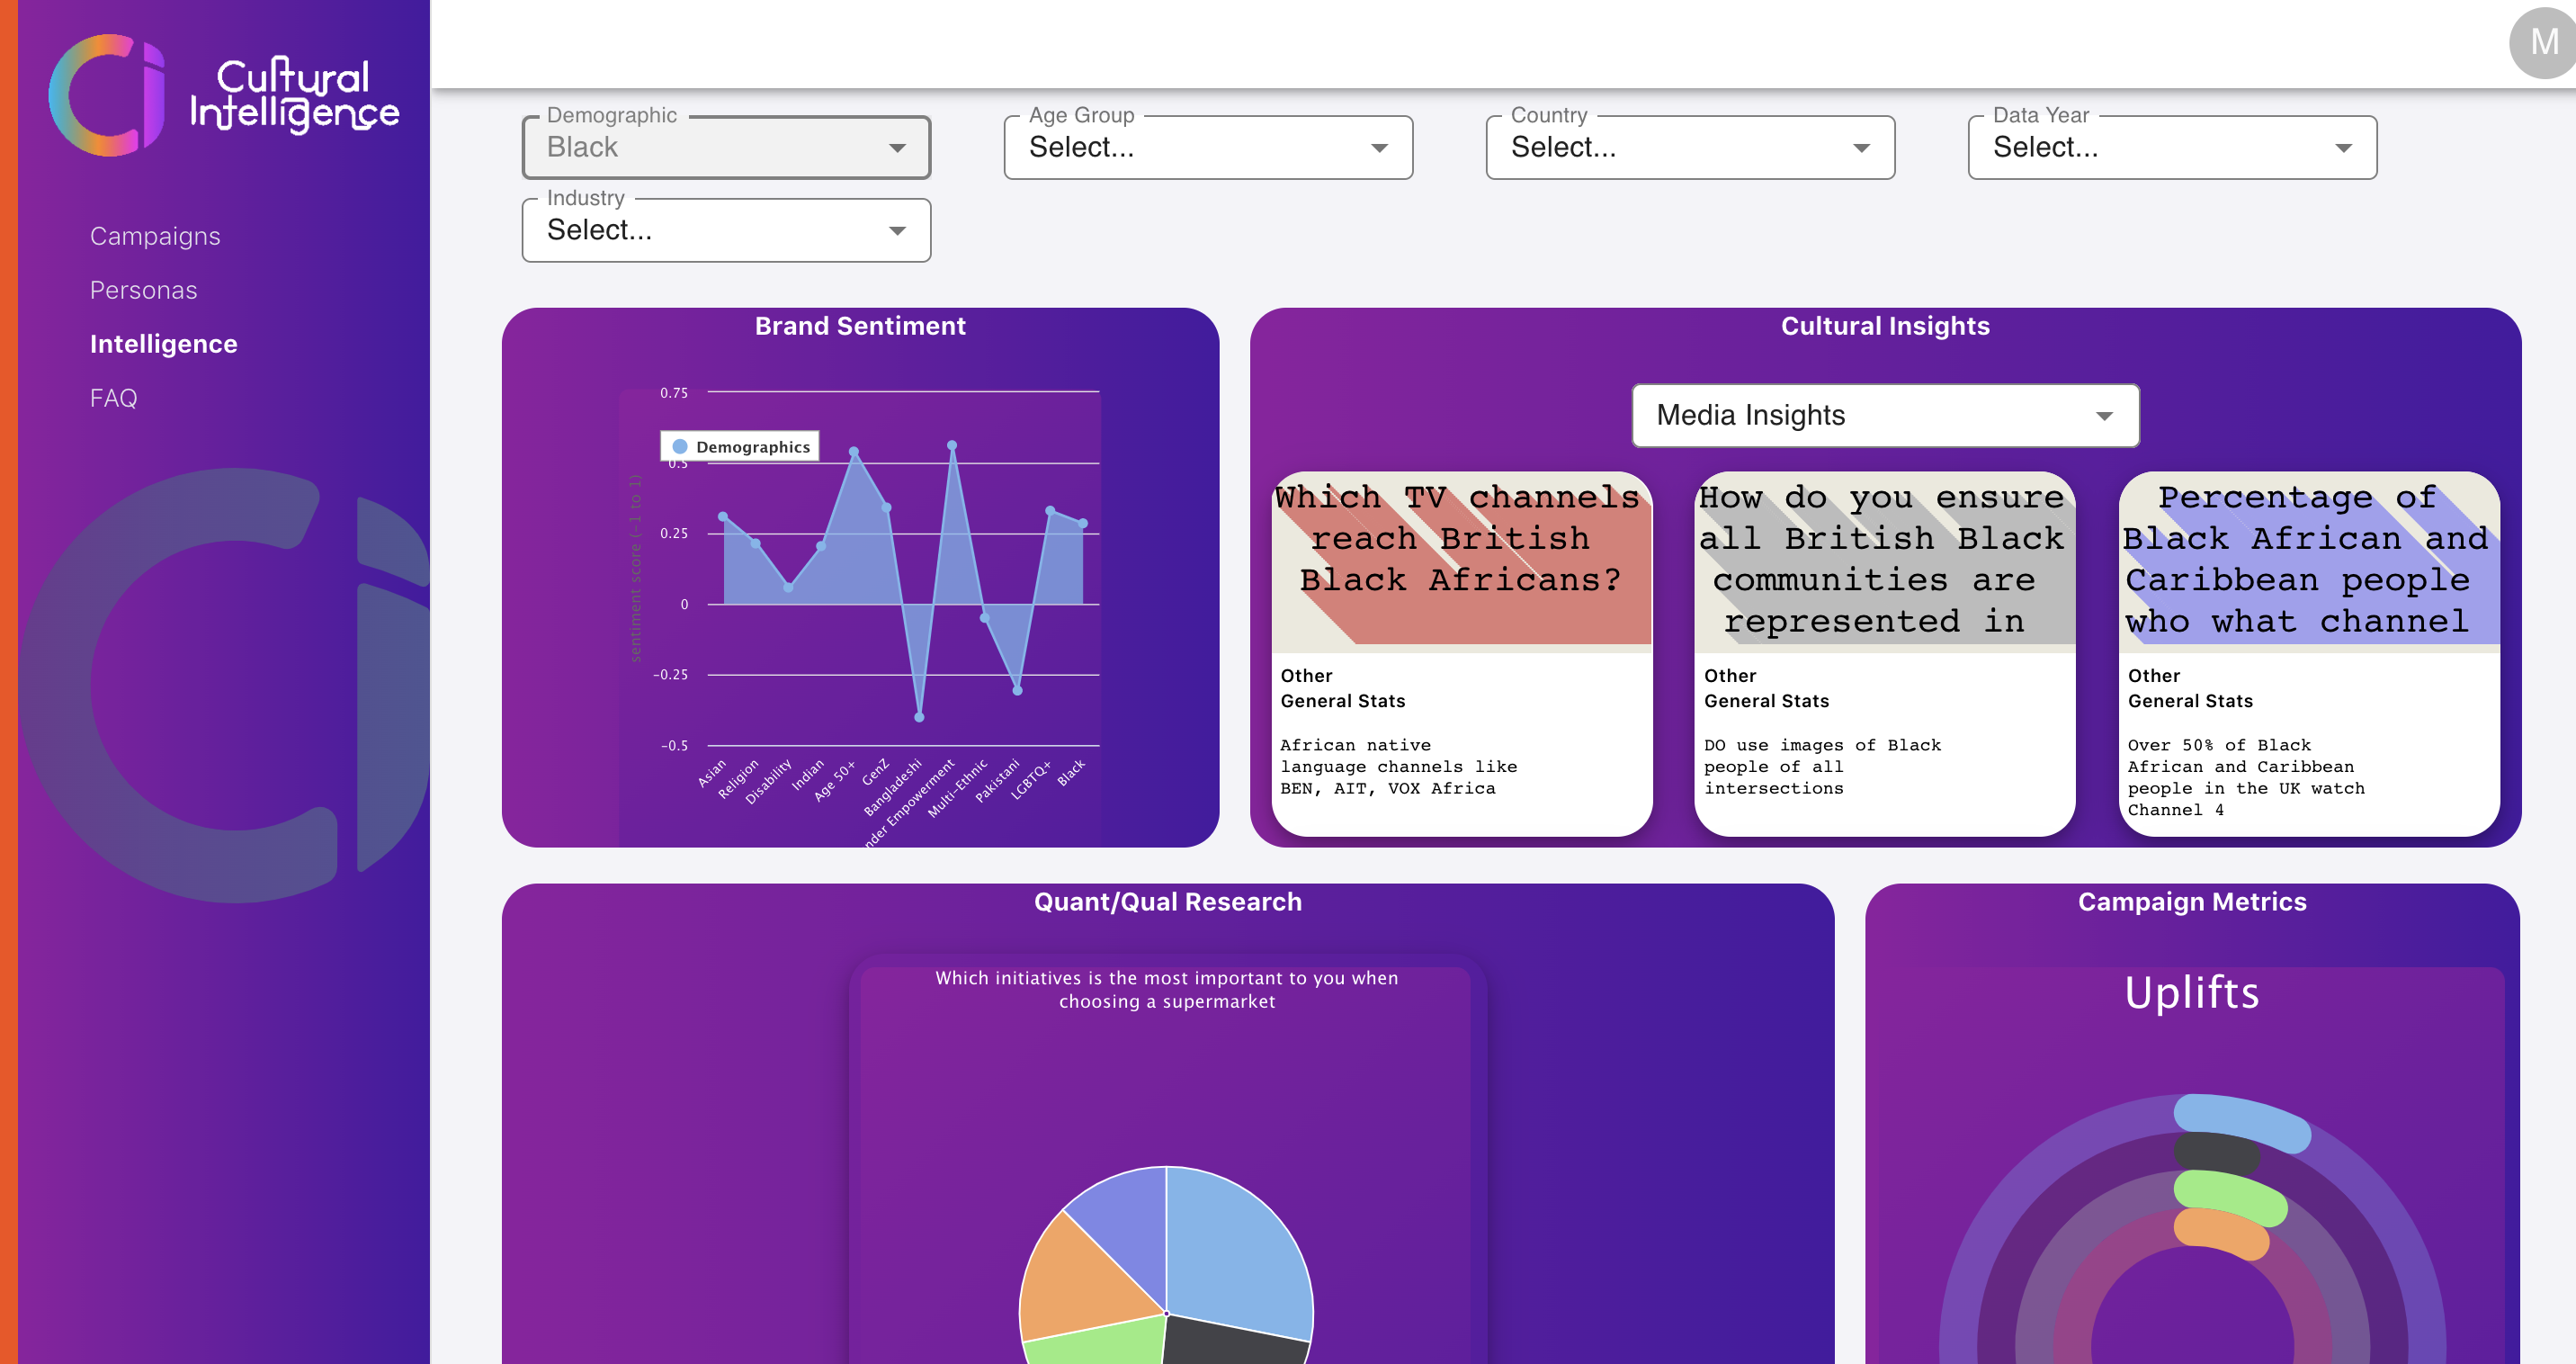 Cultural
Intelligence
M
Campaigns
Personas
Intelligence
FAQ
Demographic
Black
Age Group
Select...
Country
Select...
Data Year
Select...
Industry
Select...
Brand Sentiment
0.75
Demographics
0.5
0.25
0
-0.25
-0.5
sentiment score (-1 to 1)
Asian
Religion
Disability
Indian
Age 50+
GenZ
Bangladeshi
nder Empowerment
Multi-Ethnic
Pakistani
LGBTQ+
Black
Cultural Insights
Media Insights
Which TV channels
reach British
Black Africans?
Other
General Stats
African native
language channels like
BEN, AIT, VOX Africa
How do you ensure
all British Black
communities are
represented in
Other
General Stats
DO use images of Black
people of all
intersections
Percentage of
Black African and
Caribbean people
who what channel
Other
General Stats
Over 50% of Black
African and Caribbean
people in the UK watch
Channel 4
Quant/Qual Research
Which initiatives is the most important to you when
choosing a supermarket
Campaign Metrics
Uplifts